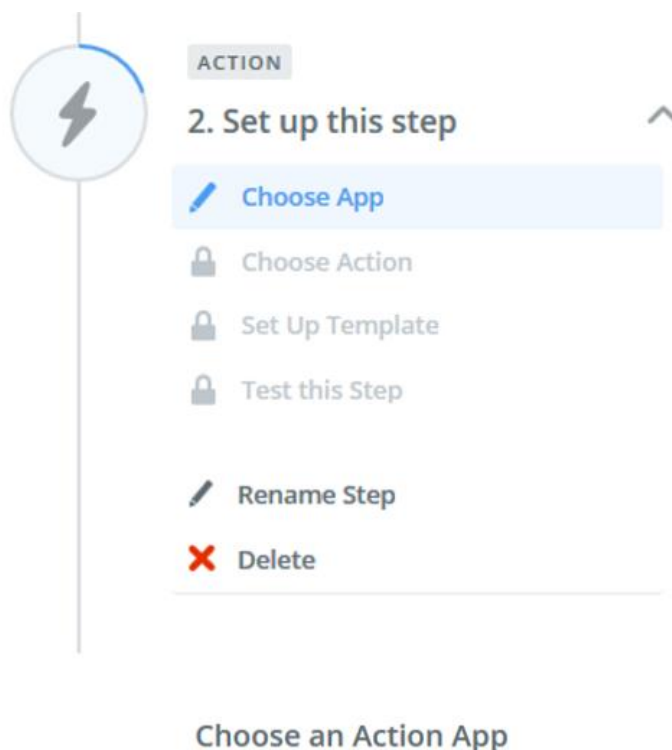 ACTION
2. Set up this step
Choose App
Choose Action
Set Up Template
Test this Step
Rename Step
Delete
Choose an Action App